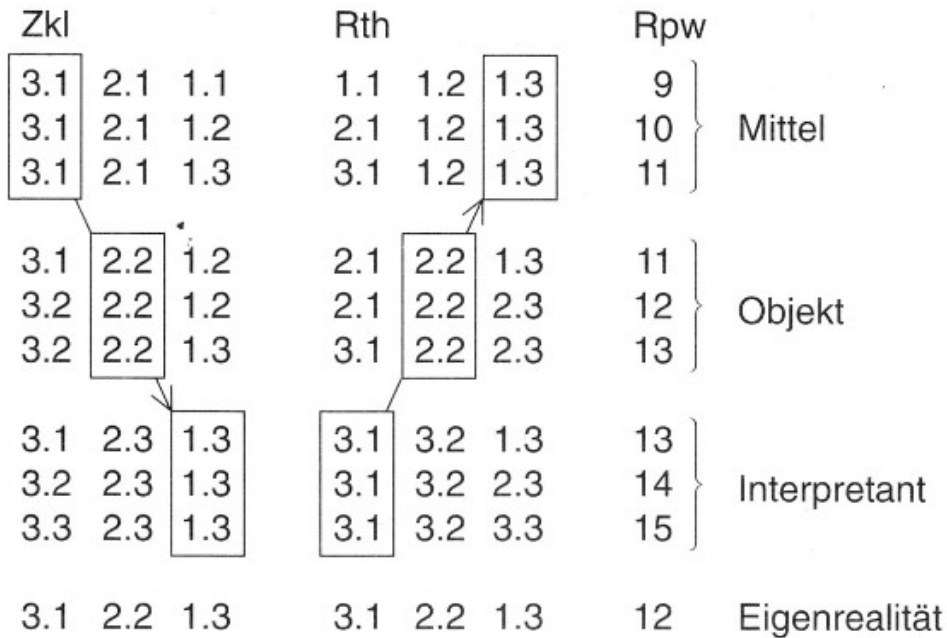 Zkl Rth Rpw
3.1 2.1 1.1 1.1 1.2 1.3 9
3.1 2.1 1.2 2.1 1.2 1.3 10 Mittel
3.1 2.1 1.3 3.1 1.2 1.3 11
3.1 2.2 1.2 2.1 2.2 1.3 11
3.2 2.2 1.2 2.1 2.2 2.3 12 Objekt
3.2 2.2 1.3 3.1 2.2 2.3 13
3.1 2.3 1.3 3.1 3.2 1.3 13
3.2 2.3 1.3 3.1 3.2 2.3 14 Interpretant
3.3 2.3 1.3 3.1 3.2 3.3 15
3.1 2.2 1.3 3.1 2.2 1.3 12 Eigenrealität